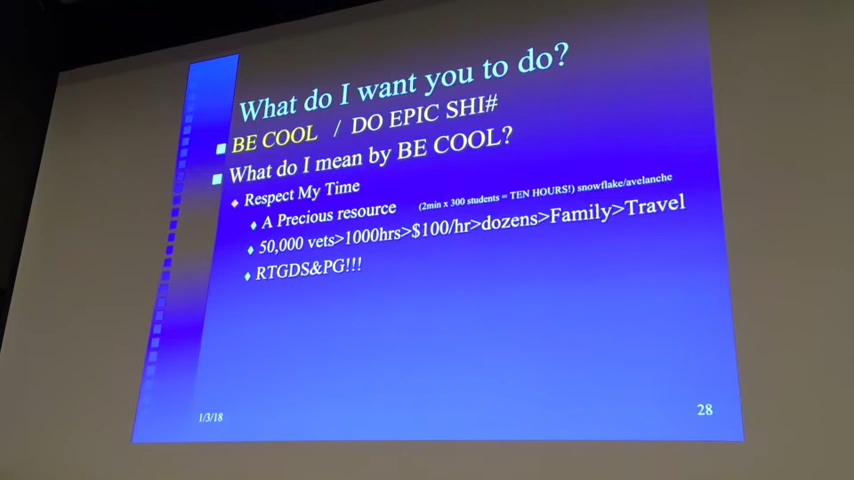 What do I want you to do?
BE COOL / DO EPIC SHI#
What do I mean by BE COOL?
Respect My Time
A Precious resource (2min x 300 students = TEN HOURS!) snowflake/avelanche
50,000 vets>1000hrs>$100/hr>dozens>Family>Travel
RTGDS&PG!!!
1/3/18
28